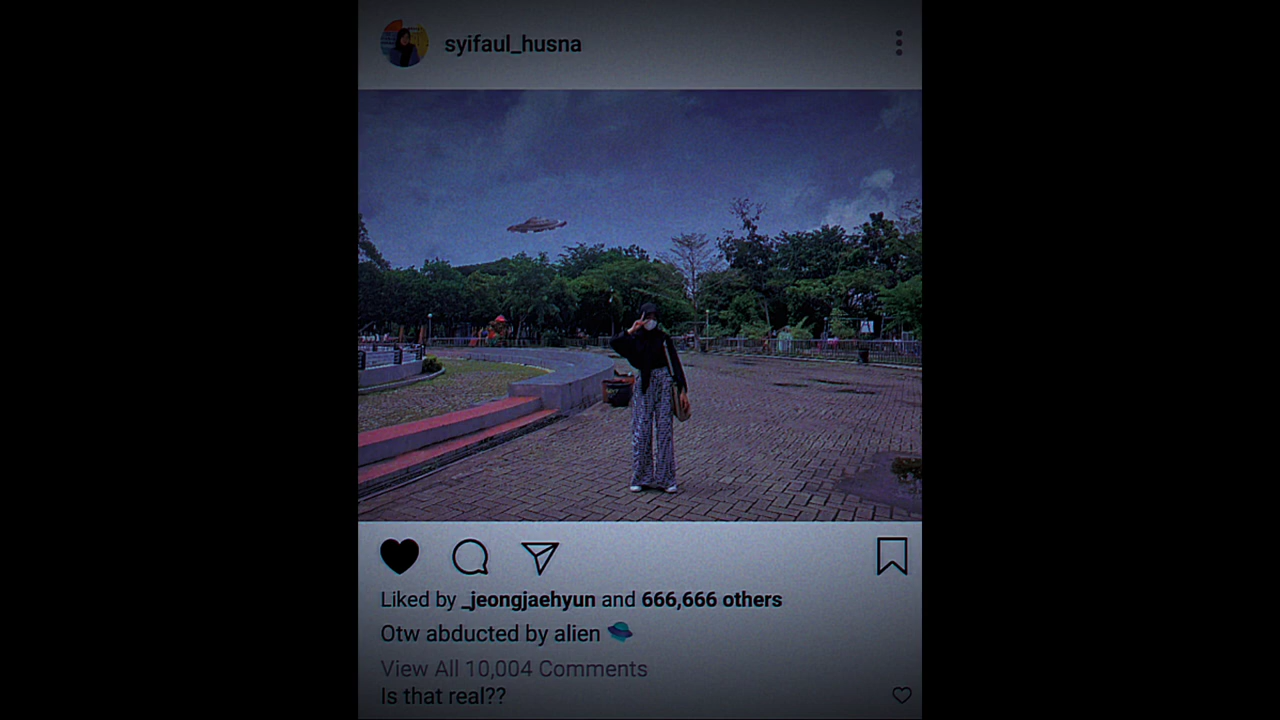 syifaul_husna
Liked by _jeongjaehyun and 666,666 others
Otw abducted by alien 🛸
View All 10,004 Comments
Is that real??